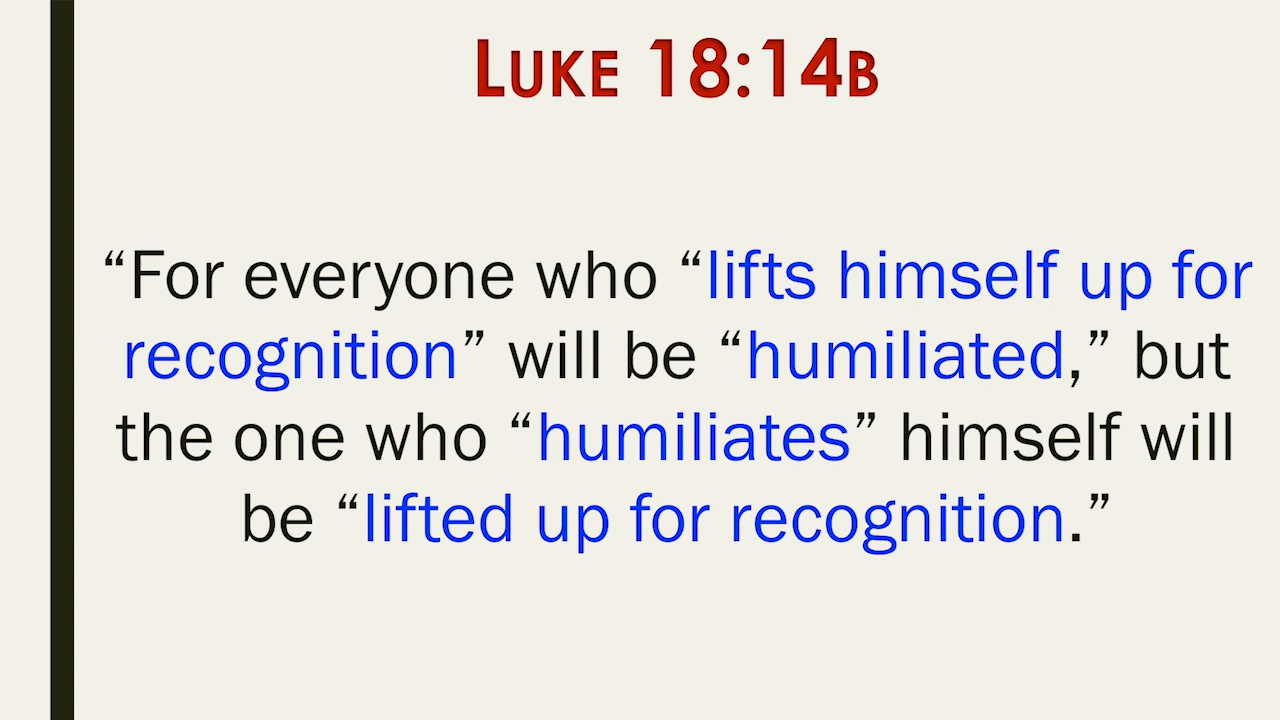 LUKE 18:14B
“For everyone who “lifts himself up for
recognition” will be “humiliated,” but
the one who “humiliates” himself will
be “lifted up for recognition.”